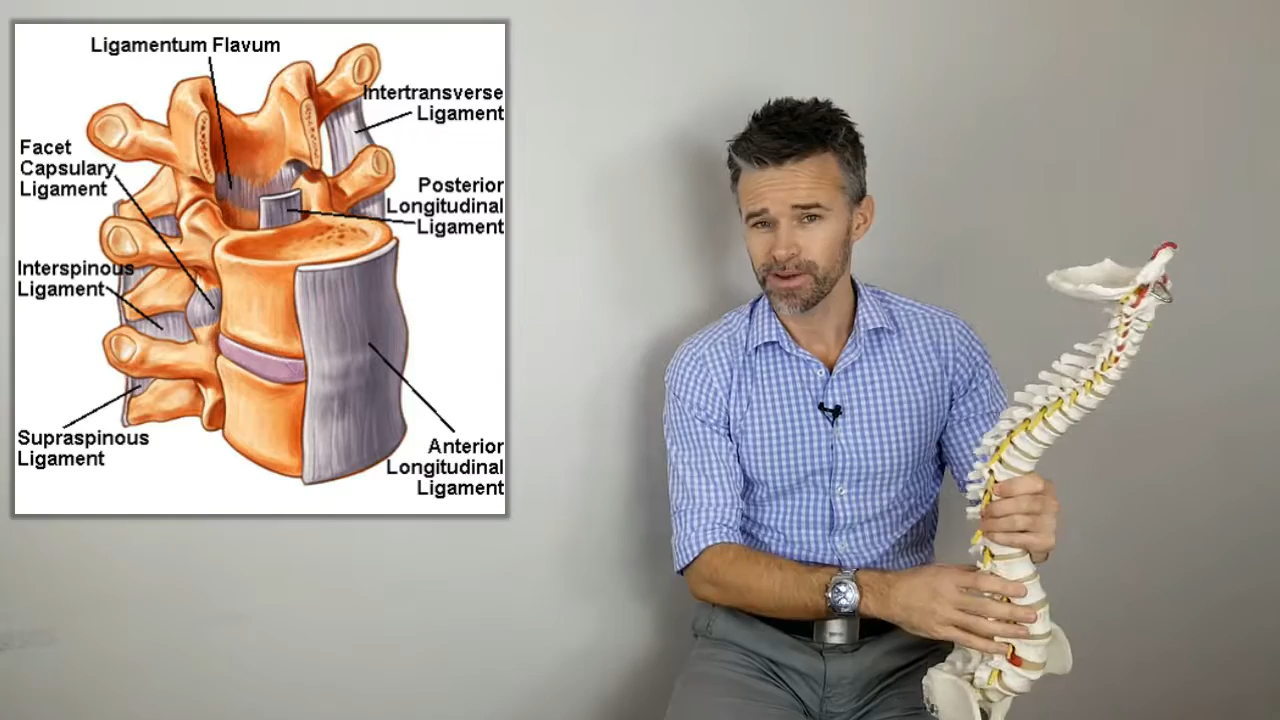 Ligamentum Flavum
Intertransverse
Ligament
Facet
Capsulary
Ligament
Posterior
Longitudinal
Ligament
Interspinous
Ligament
Supraspinous
Ligament
Anterior
Longitudinal
Ligament